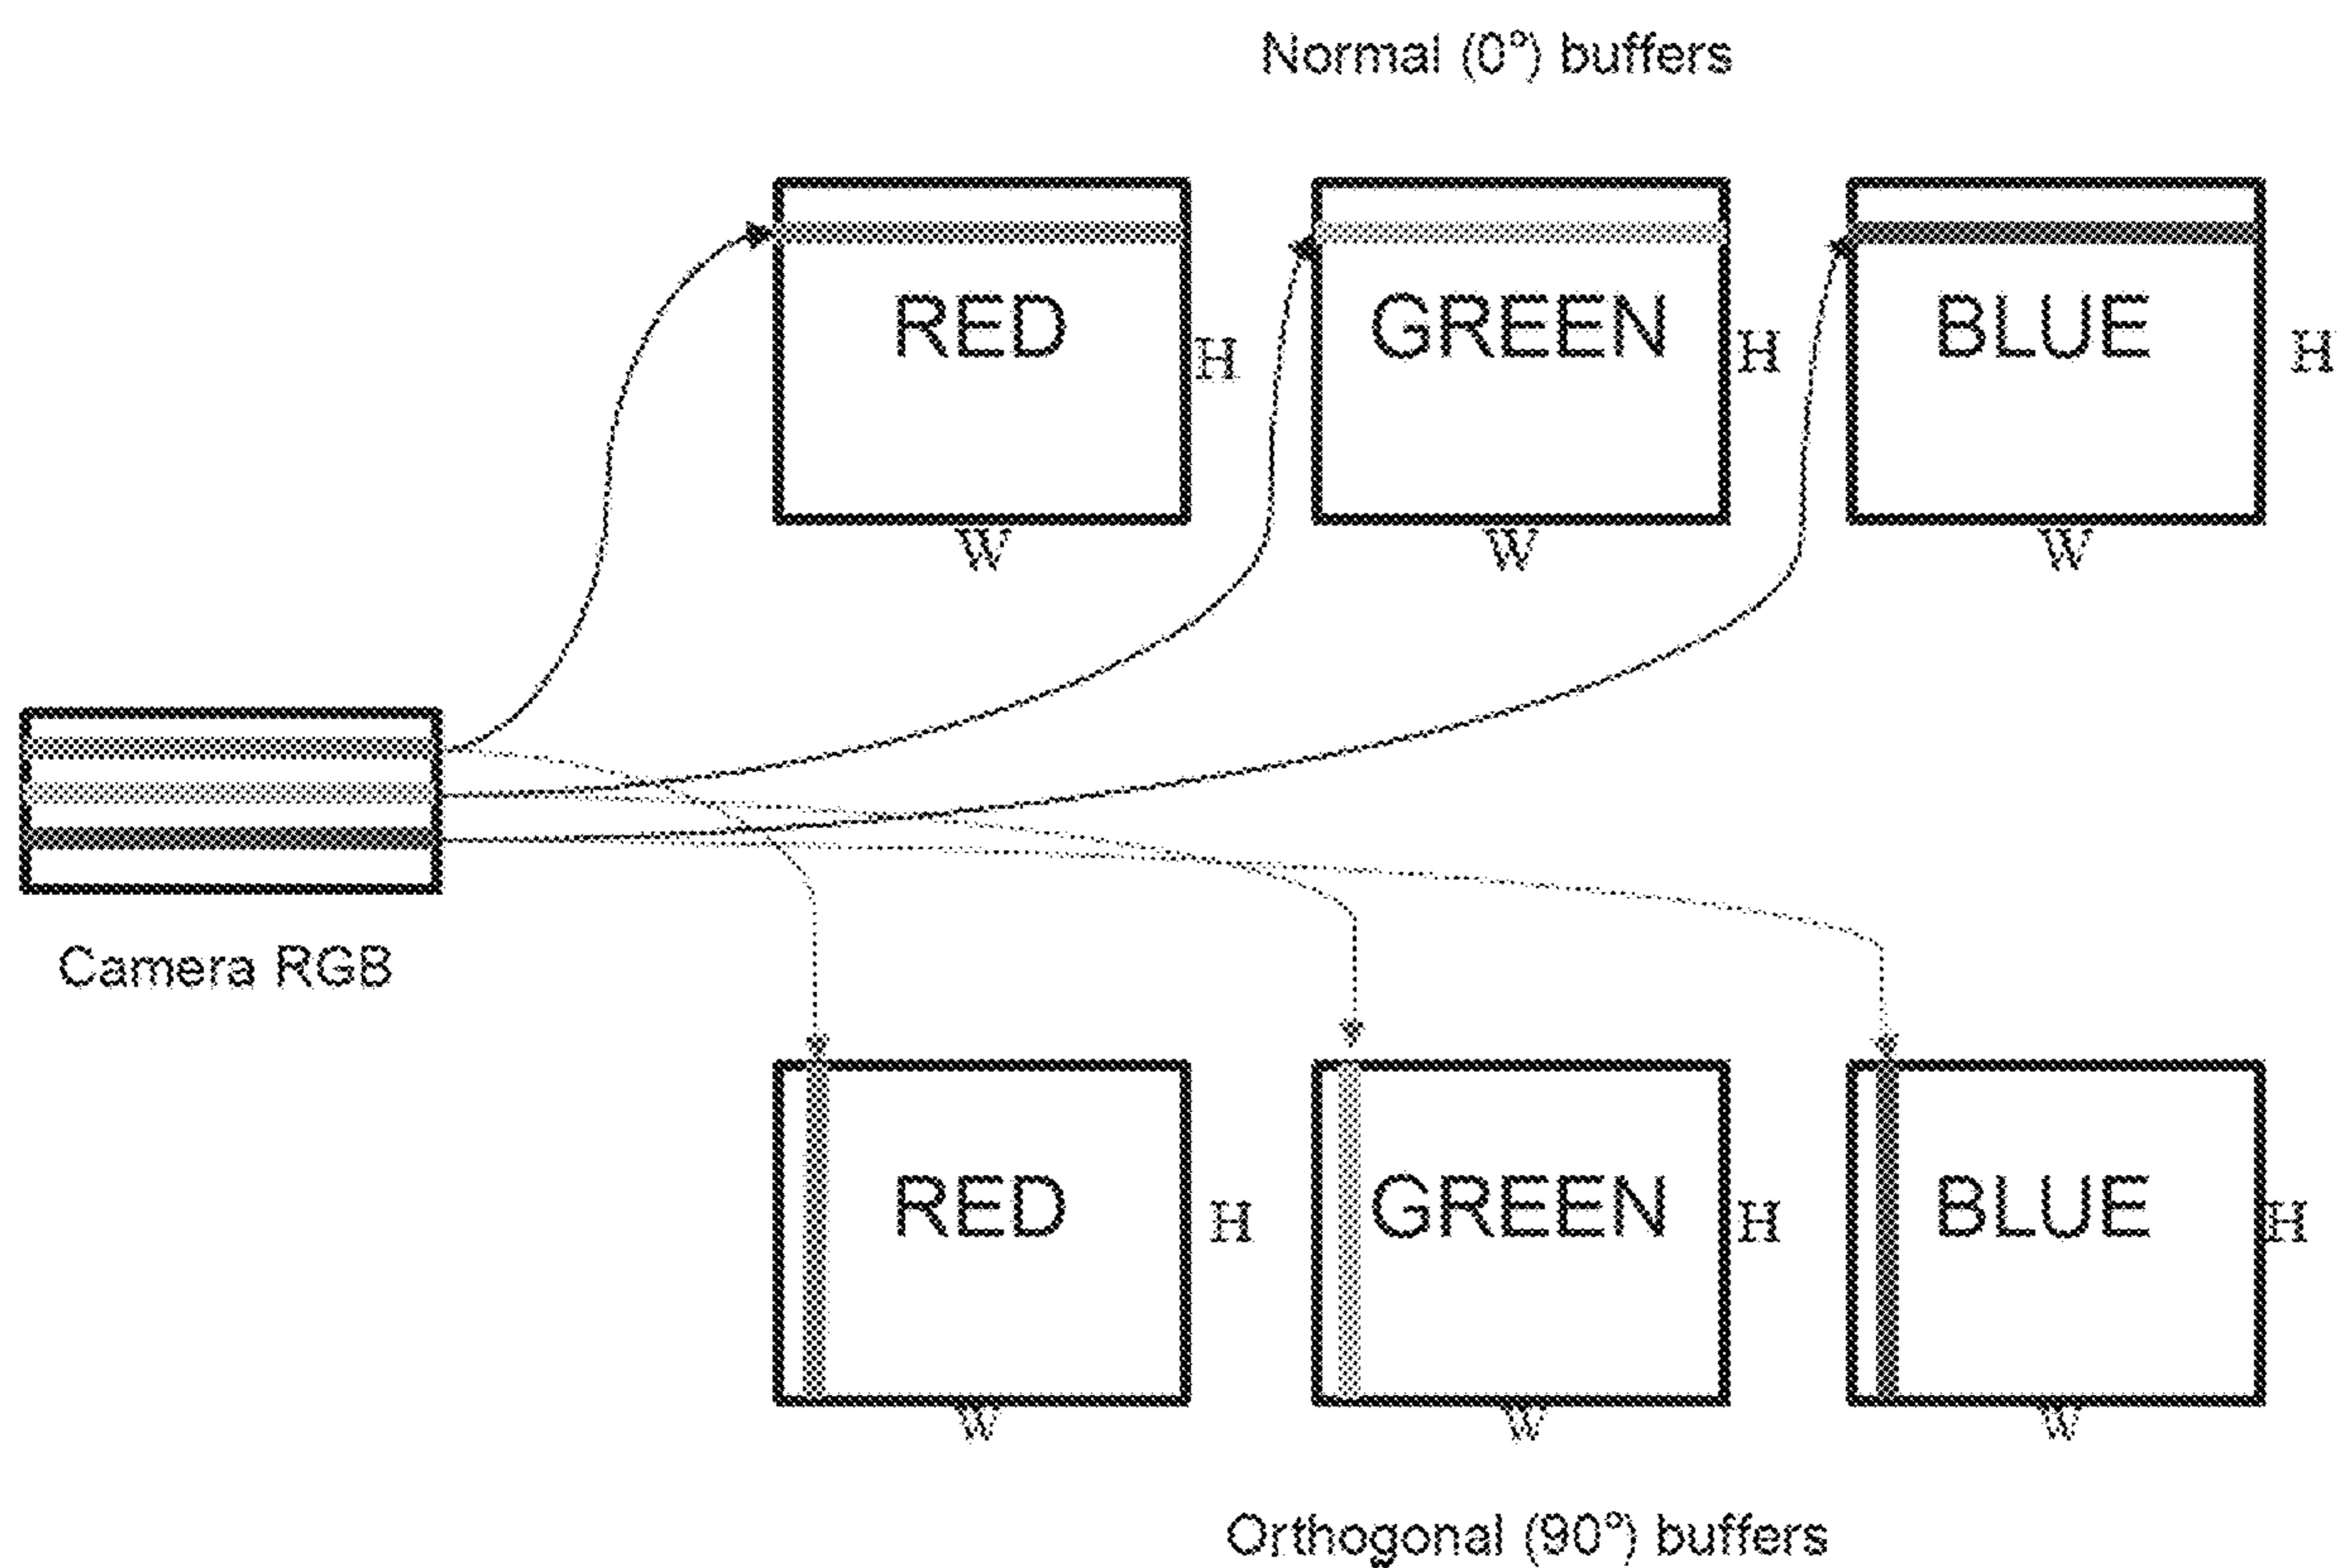 Normal (0°) buffers
RED
H
GREEN
H
BLUE
H
W
W
W
Camera RGB
RED
H
GREEN
H
BLUE
H
W
W
W
Orthogonal (90°) buffers